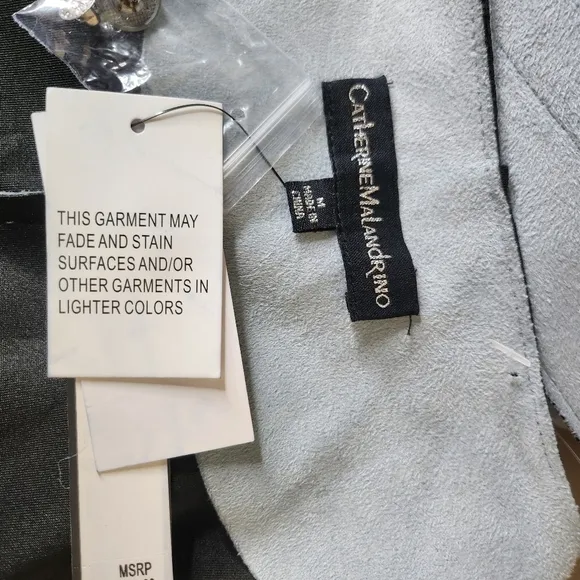 THIS GARMENT MAY
FADE AND STAIN
SURFACES AND/OR
OTHER GARMENTS IN
LIGHTER COLORS
CATHERINE MALANDRINO
M
MADE IN
CHINA
MSRP